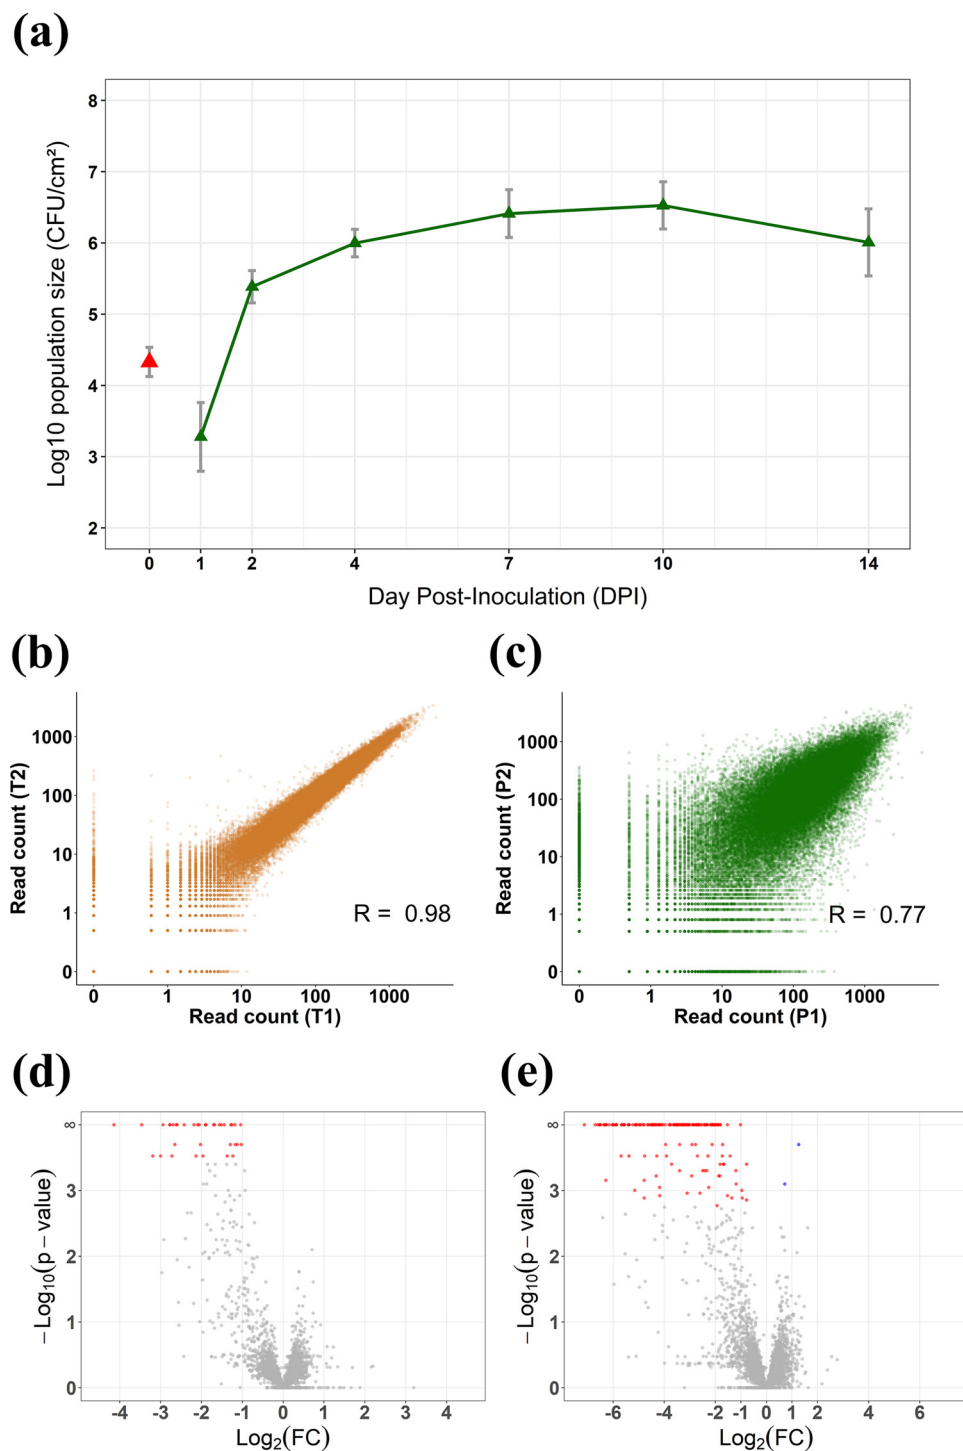 (a)
Log10 population size (CFU/cm²)
8
7
6
5
4
3
2
0 1 2 4 7 10 14
Day Post-Inoculation (DPI)
(b)
Read count (T2)
1000
100
10
1
0
R = 0.98
0 1 10 100 1000
Read count (T1)
(c)
Read count (P2)
1000
100
10
1
0
R = 0.77
0 1 10 100 1000
Read count (P1)
(d)
−Log₁₀(p − value)
∞
3
2
1
0
-4 -2 -1 0 1 2 3 4
Log₂(FC)
(e)
−Log₁₀(p − value)
∞
3
2
1
0
-6 -4 -2 -1 0 1 2 4 6
Log₂(FC)